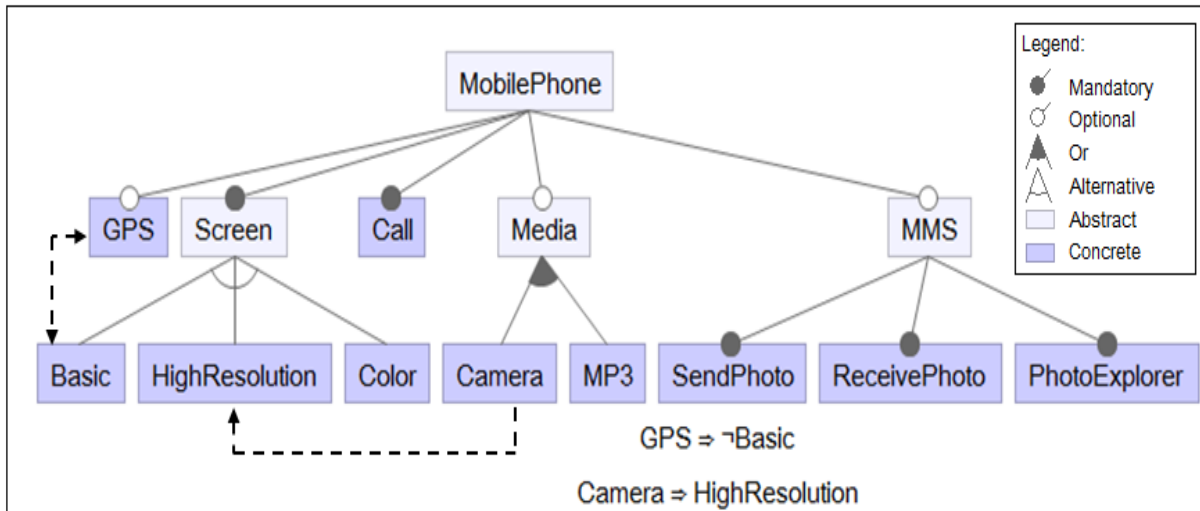 Legend:
Mandatory
Optional
Or
Alternative
Abstract
Concrete
MobilePhone
GPS
Screen
Call
Media
MMS
Basic
HighResolution
Color
Camera
MP3
SendPhoto
ReceivePhoto
PhotoExplorer
GPS ⇒ ¬Basic
Camera ⇒ HighResolution